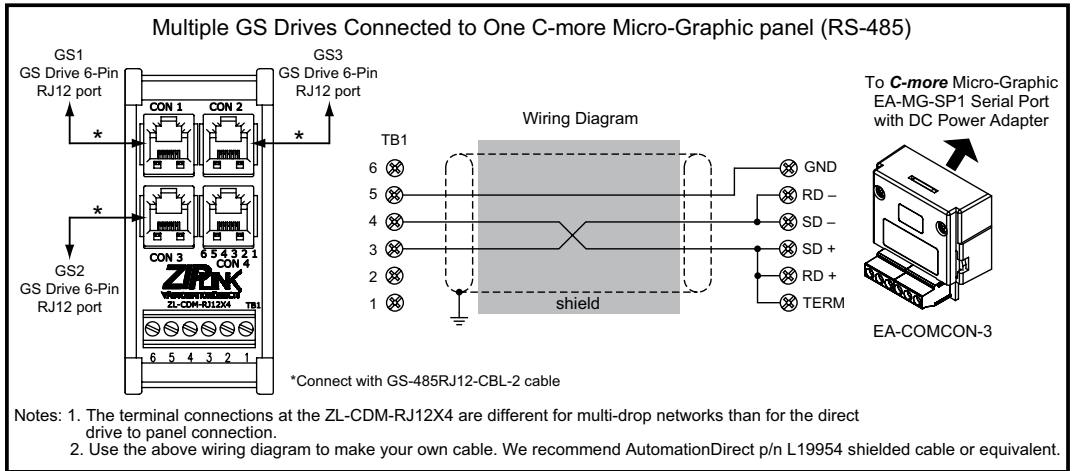 Multiple GS Drives Connected to One C-more Micro-Graphic panel (RS-485)
GS1
GS Drive 6-Pin
RJ12 port
GS3
GS Drive 6-Pin
RJ12 port
CON 1 CON 2
*
*
*
CON 3
6 5 4 3 2 1
CON 4
GS2
GS Drive 6-Pin
RJ12 port
ZIPLINK
ZL-CDM-RJ12X4
TB1
6 5 4 3 2 1
*Connect with GS-485RJ12-CBL-2 cable
Wiring Diagram
TB1
6
5
4
3
2
1
shield
GND
RD –
SD –
SD +
RD +
TERM
To C-more Micro-Graphic
EA-MG-SP1 Serial Port
with DC Power Adapter
EA-COMCON-3
Notes: 1. The terminal connections at the ZL-CDM-RJ12X4 are different for multi-drop networks than for the direct
drive to panel connection.
2. Use the above wiring diagram to make your own cable. We recommend AutomationDirect p/n L19954 shielded cable or equivalent.